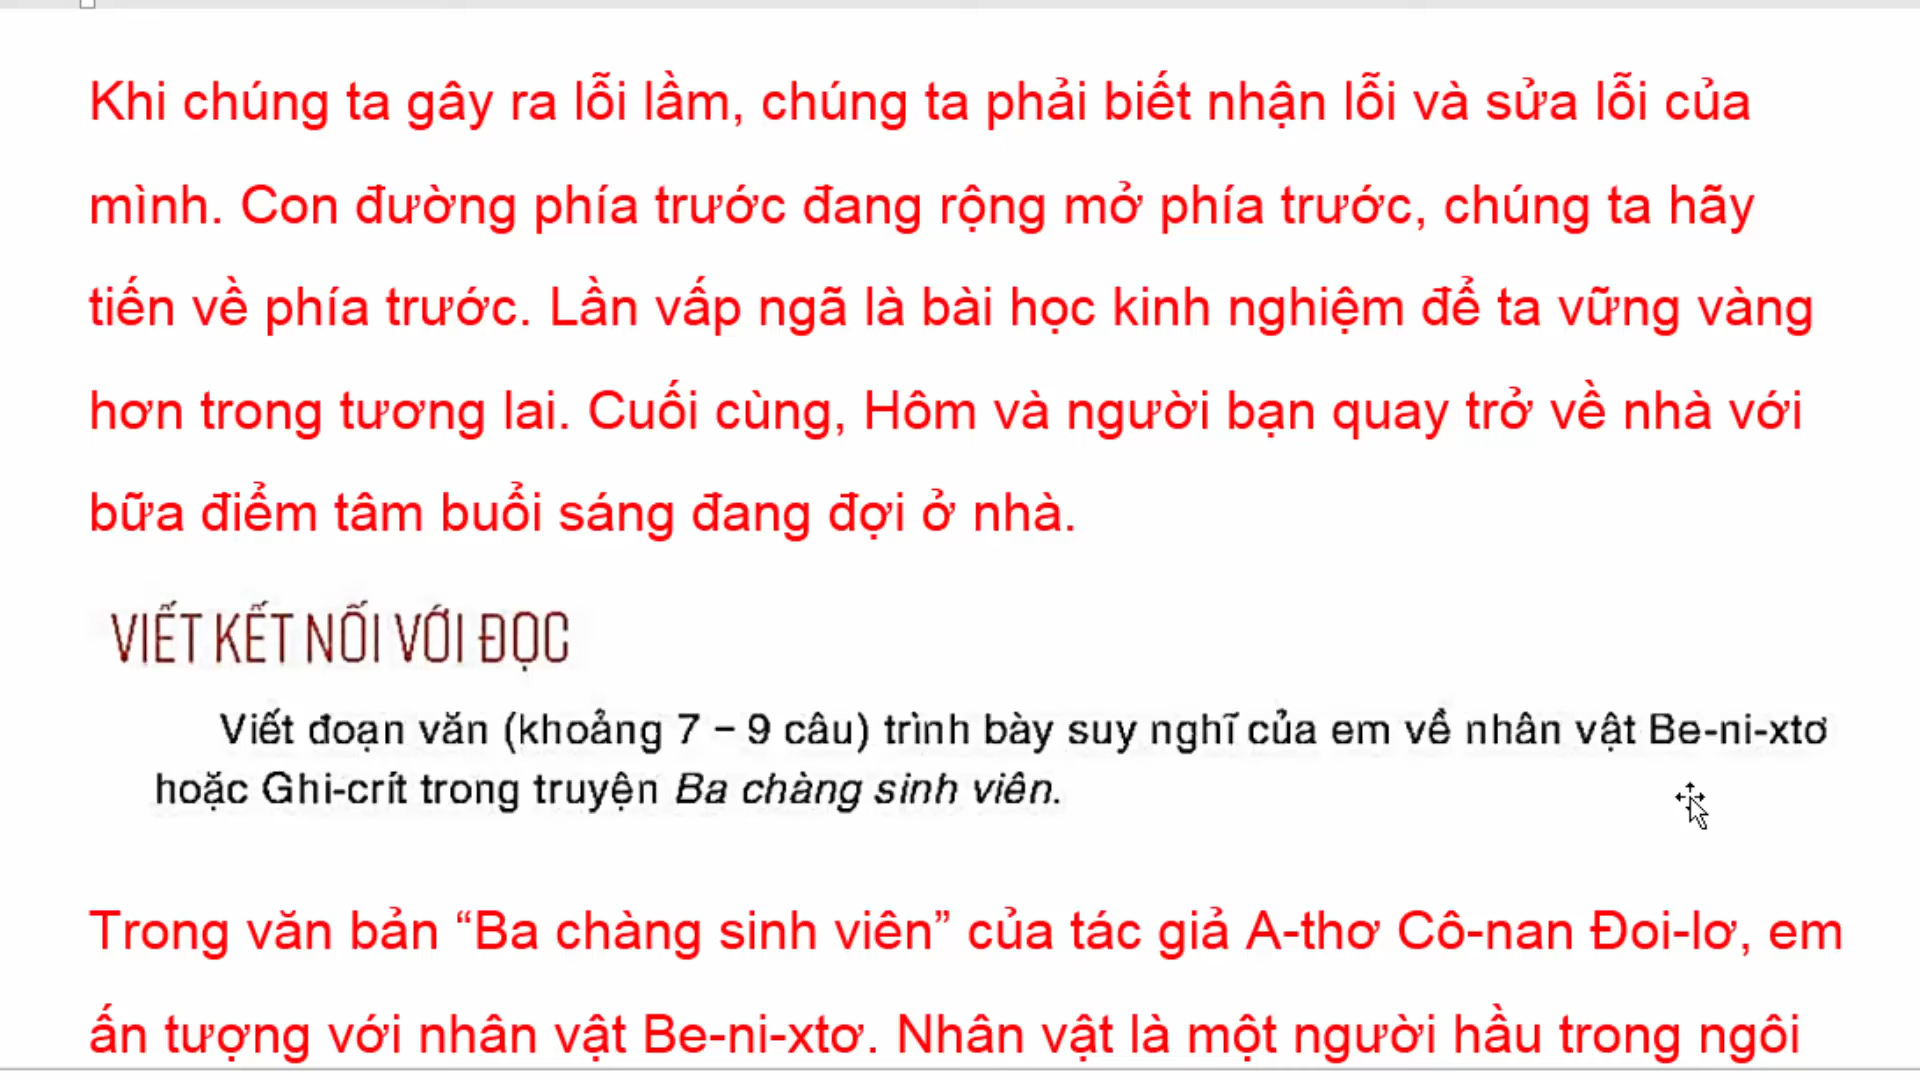 Khi chúng ta gây ra lỗi lầm, chúng ta phải biết nhận lỗi và sửa lỗi của
mình. Con đường phía trước đang rộng mở phía trước, chúng ta hãy
tiến về phía trước. Lần vấp ngã là bài học kinh nghiệm để ta vững vàng
hơn trong tương lai. Cuối cùng, Hôm và người bạn quay trở về nhà với
bữa điểm tâm buổi sáng đang đợi ở nhà.
VIẾT KẾT NỐI VỚI ĐỌC
Viết đoạn văn (khoảng 7 – 9 câu) trình bày suy nghĩ của em về nhân vật Be-ni-xtơ
hoặc Ghi-crít trong truyện Ba chàng sinh viên.
Trong văn bản “Ba chàng sinh viên” của tác giả A-thơ Cô-nan Đoi-lơ, em
ấn tượng với nhân vật Be-ni-xtơ. Nhân vật là một người hầu trong ngôi